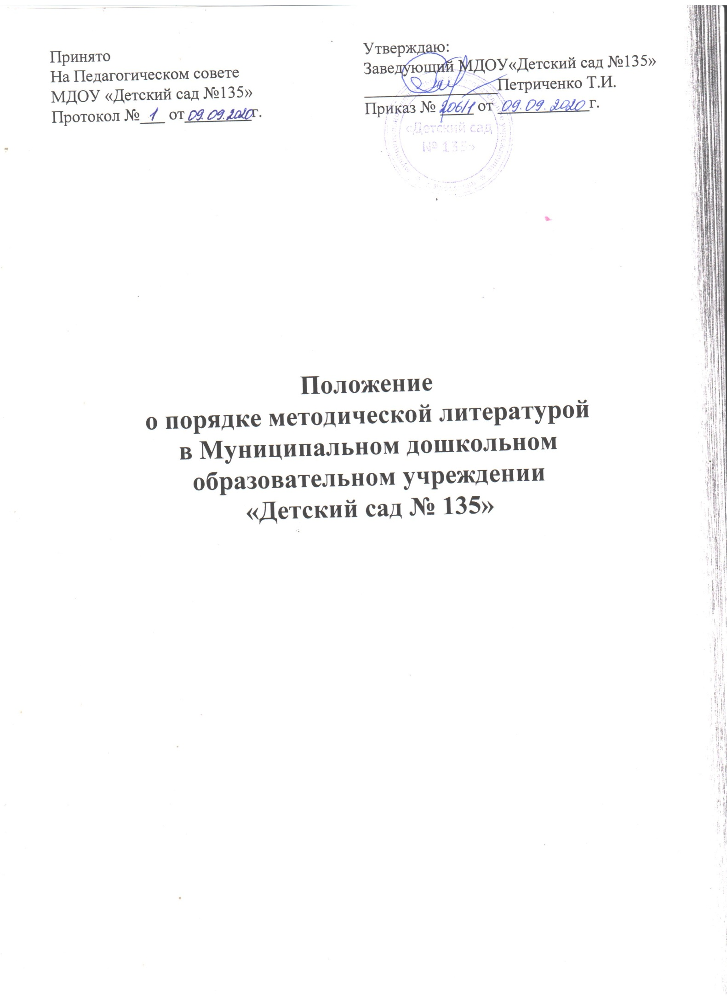 Принято
На Педагогическом совете
МДОУ «Детский сад №135»
Протокол № 1 от 09.09.2020г.
Утверждаю:
Заведующий МДОУ«Детский сад №135»
Петриченко Т.И.
Приказ № 206/1 от 09.09.2020 г.
«Детский сад
№ 135»
Положение
о порядке методической литературой
в Муниципальном дошкольном
образовательном учреждении
«Детский сад № 135»